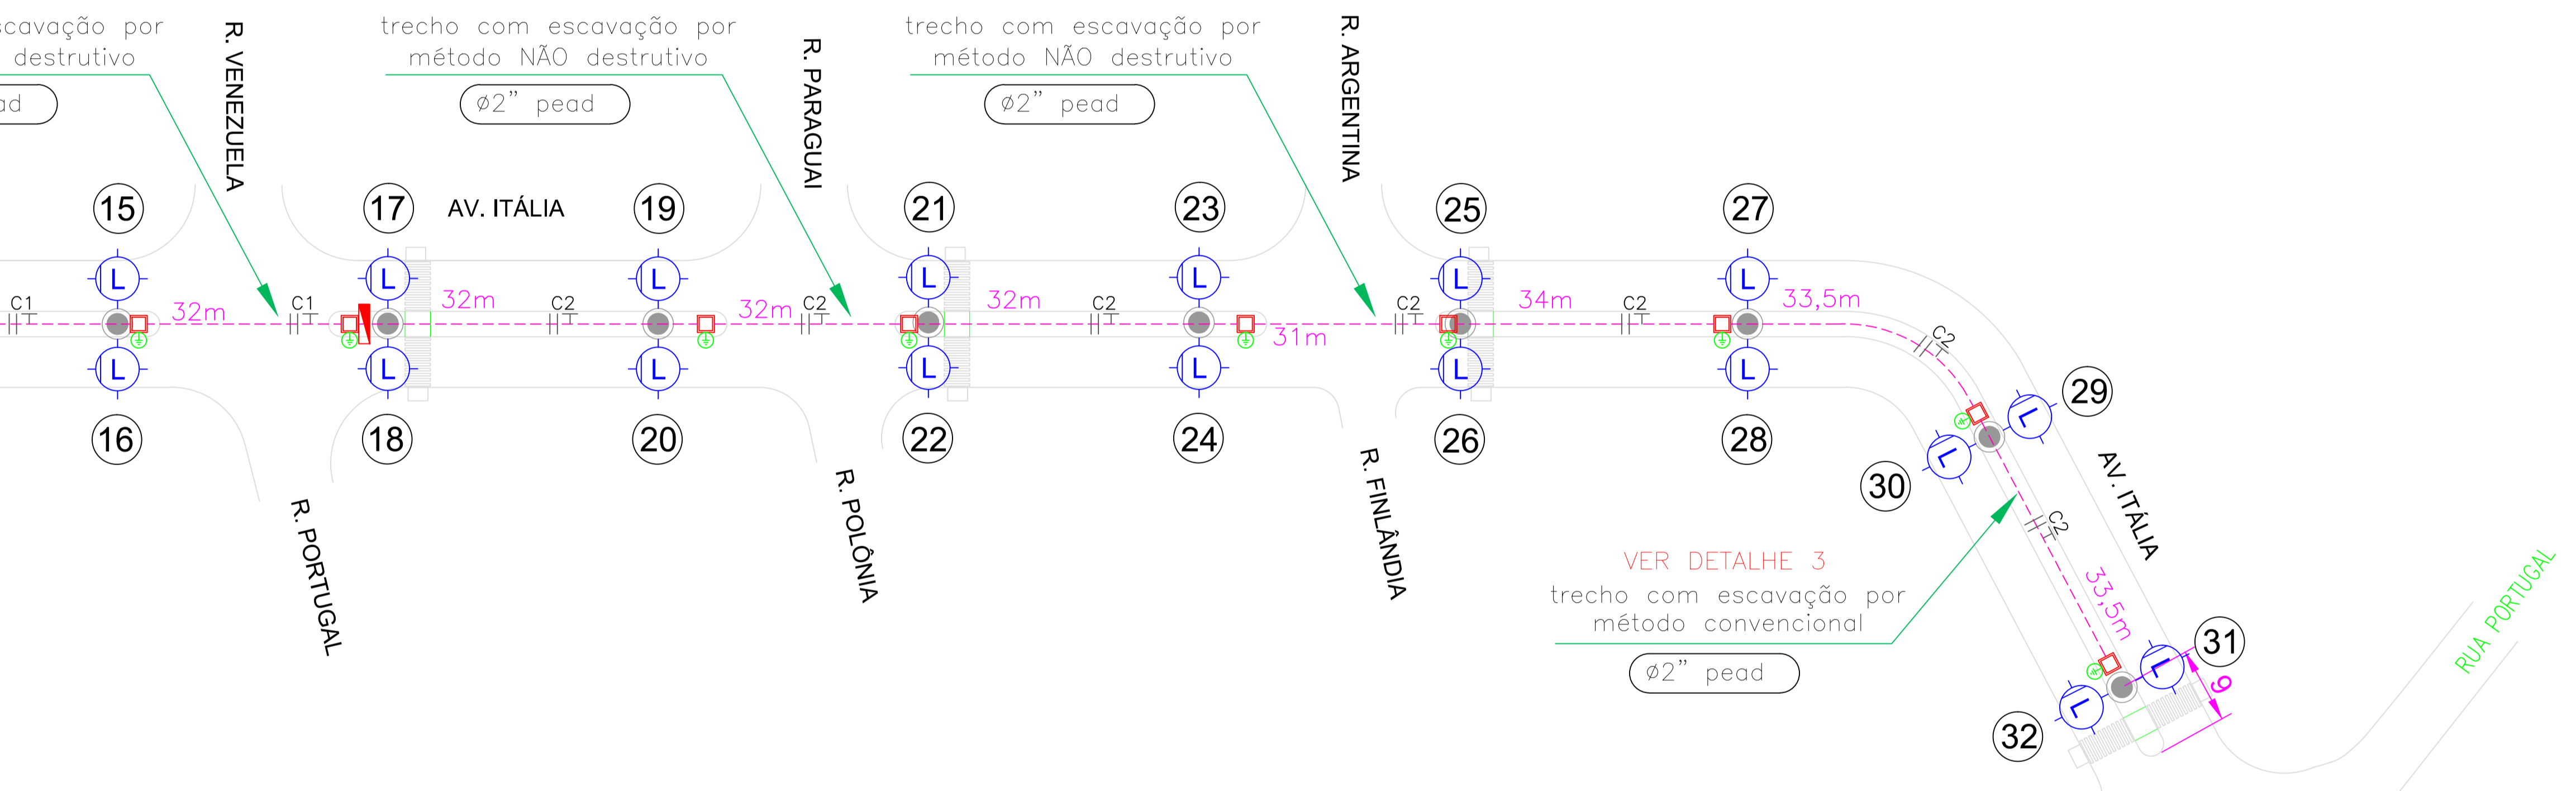 scavação por
destrutivo
ad
R. VENEZUELA
trecho com escavação por
método NÃO destrutivo
ø2" pead
R. PARAGUAI
trecho com escavação por
método NÃO destrutivo
ø2" pead
R. ARGENTINA
15
17
AV. ITÁLIA
19
21
23
25
27
L
L
L
L
L
L
L
C1
32m
C1
32m
C2
32m
C2
32m
C2
31m
C2
34m
C2
33,5m
C2
L
L
L
L
L
L
L
16
18
20
22
24
26
28
L
29
L
30
AV. ITÁLIA
C2
R. PORTUGAL
R. POLÔNIA
R. FINLÂNDIA
VER DETALHE 3
trecho com escavação por
método convencional
ø2" pead
33,5m
RUA PORTUGAL
L
31
9
L
32